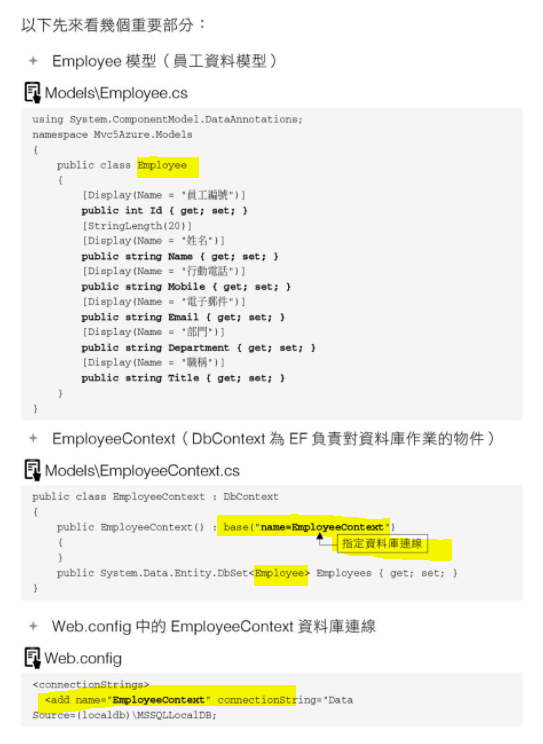 以下先來看幾個重要部分：
+ Employee 模型（員工資料模型）
Models\Employee.cs
using System.ComponentModel.DataAnnotations;
namespace Mvc5Azure.Models
{
    public class Employee
    {
        [Display(Name = "員工編號")]
        public int Id { get; set; }
        [StringLength(20)]
        [Display(Name = "姓名")]
        public string Name { get; set; }
        [Display(Name = "行動電話")]
        public string Mobile { get; set; }
        [Display(Name = "電子郵件")]
        public string Email { get; set; }
        [Display(Name = "部門")]
        public string Department { get; set; }
        [Display(Name = "職稱")]
        public string Title { get; set; }
    }
}
+ EmployeeContext（DbContext 為 EF 負責對資料庫作業的物件）
Models\EmployeeContext.cs
public class EmployeeContext : DbContext
{
    public EmployeeContext() : base("name=EmployeeContext")
    {
指定資料庫連線
    }
    public System.Data.Entity.DbSet<Employee> Employees { get; set; }
}
+ Web.config 中的 EmployeeContext 資料庫連線
Web.config
<connectionStrings>
  <add name="EmployeeContext" connectionString="Data
Source=(localdb)\MSSQLLocalDB;